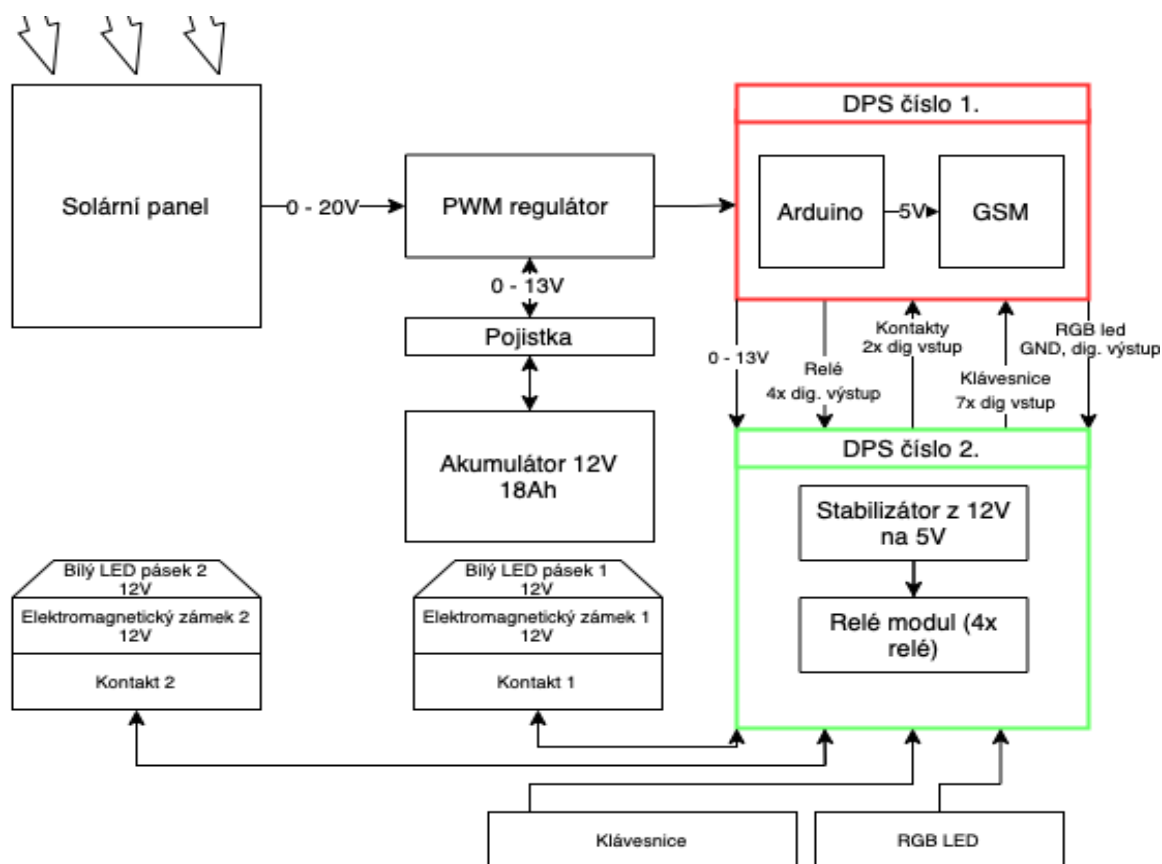 DPS číslo 1.
Solární panel
0 - 20V
PWM regulátor
Arduino
5V
GSM
0 - 13V
Pojistka
Akumulátor 12V
18Ah
0 - 13V
Relé
4x dig. výstup
Kontakty
2x dig vstup
Klávesnice
7x dig vstup
RGB led
GND, dig. výstup
DPS číslo 2.
Stabilizátor z 12V
na 5V
Relé modul (4x
relé)
Bílý LED pásek 2
12V
Elektromagnetický zámek 2
12V
Kontakt 2
Bílý LED pásek 1
12V
Elektromagnetický zámek 1
12V
Kontakt 1
Klávesnice
RGB LED